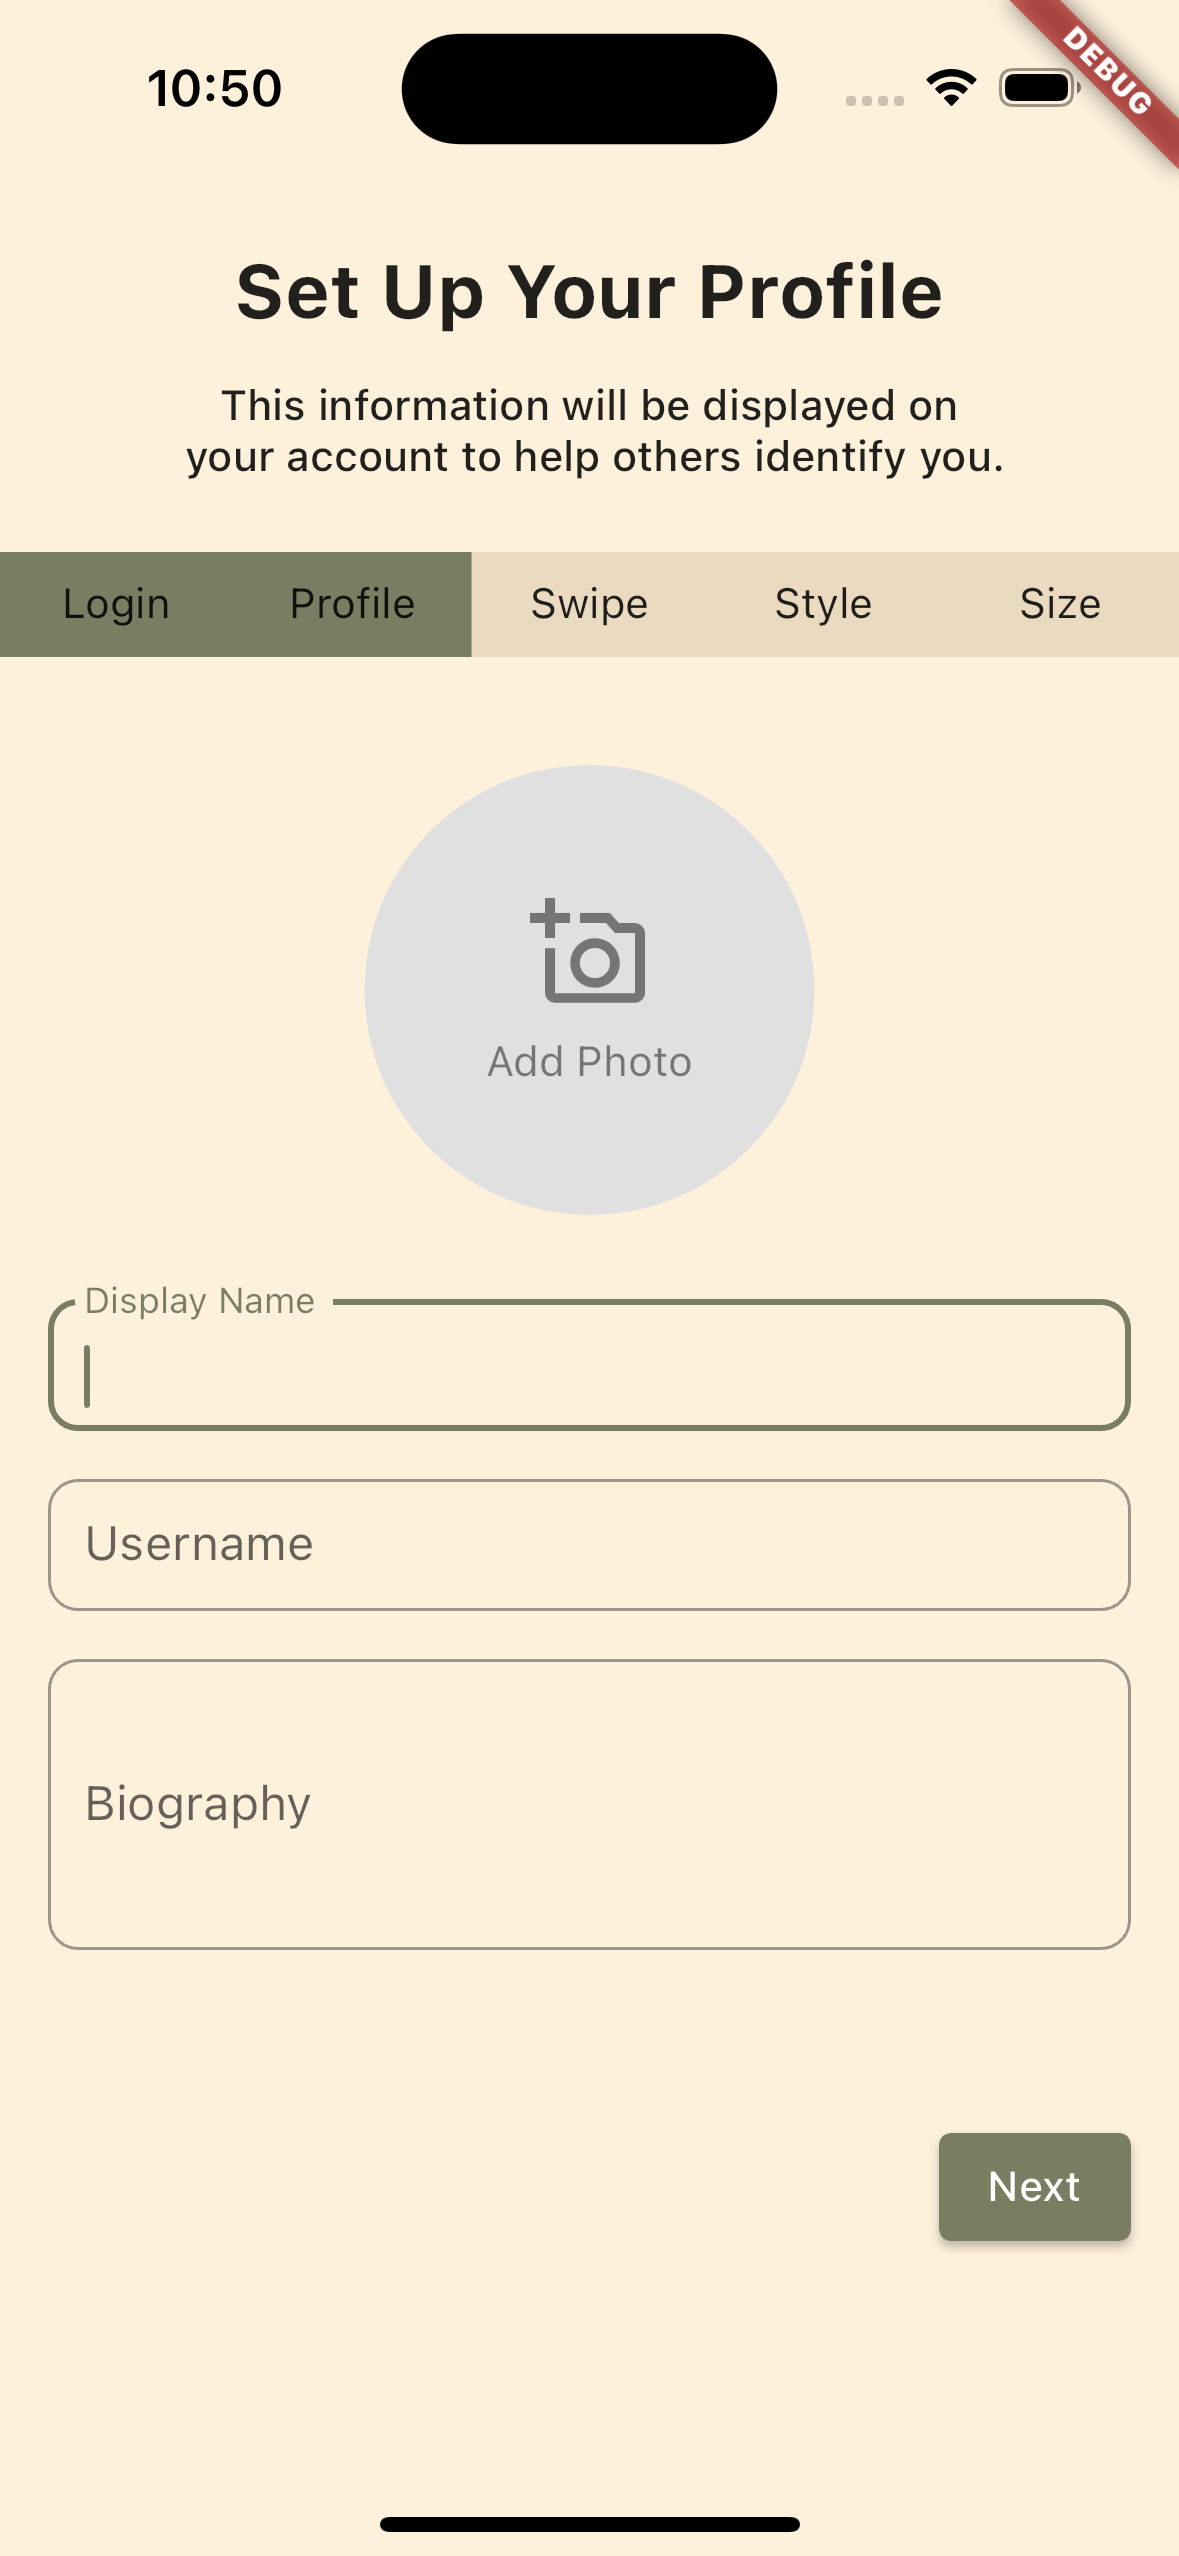 10:50
DEBUG
Set Up Your Profile
This information will be displayed on
your account to help others identify you.
Login Profile Swipe Style Size
Add Photo
Display Name
Username
Biography
Next